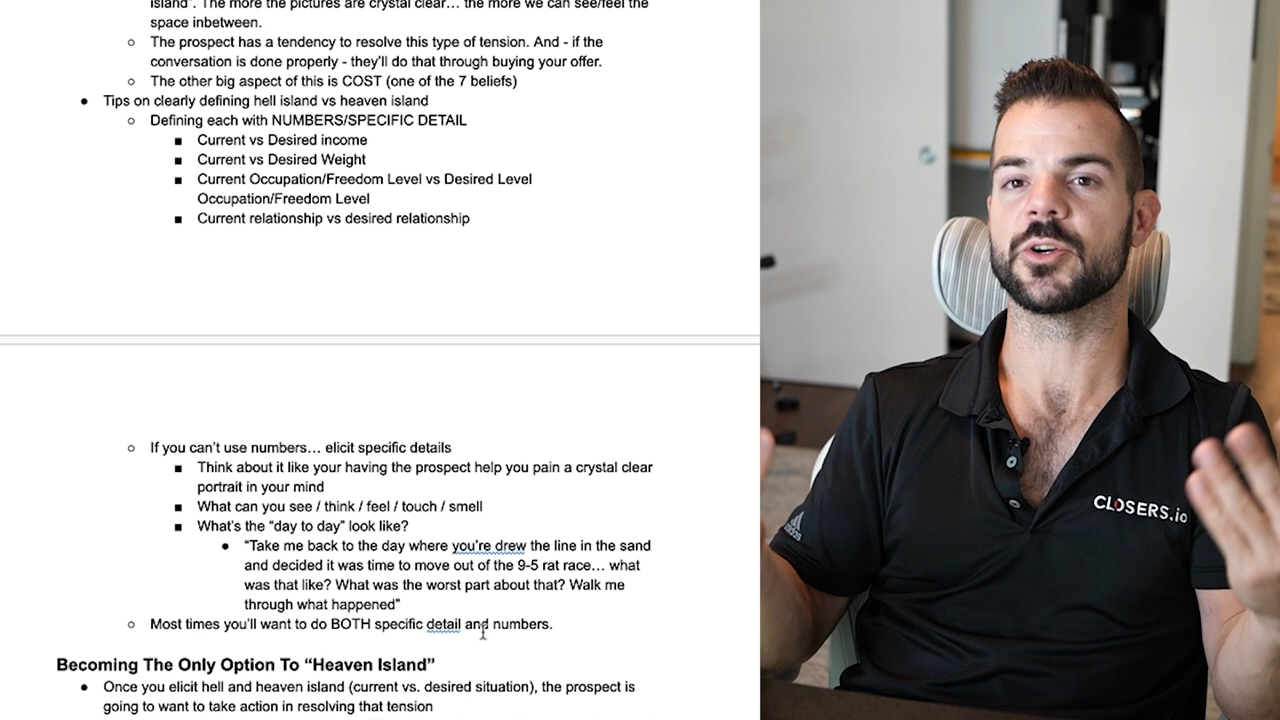 island". The more the pictures are crystal clear... the more we can see/feel the
space inbetween.
○ The prospect has a tendency to resolve this type of tension. And - if the
conversation is done properly - they'll do that through buying your offer.
○ The other big aspect of this is COST (one of the 7 beliefs)
● Tips on clearly defining hell island vs heaven island
○ Defining each with NUMBERS/SPECIFIC DETAIL
■ Current vs Desired income
■ Current vs Desired Weight
■ Current Occupation/Freedom Level vs Desired Level
Occupation/Freedom Level
■ Current relationship vs desired relationship
○ If you can't use numbers... elicit specific details
■ Think about it like your having the prospect help you pain a crystal clear
portrait in your mind
■ What can you see / think / feel / touch / smell
■ What's the "day to day" look like?
● "Take me back to the day where you're drew the line in the sand
and decided it was time to move out of the 9-5 rat race... what
was that like? What was the worst part about that? Walk me
through what happened"
○ Most times you'll want to do BOTH specific detail and numbers.
Becoming The Only Option To "Heaven Island"
● Once you elicit hell and heaven island (current vs. desired situation), the prospect is
going to want to take action in resolving that tension
CLOSERS.io
adidas